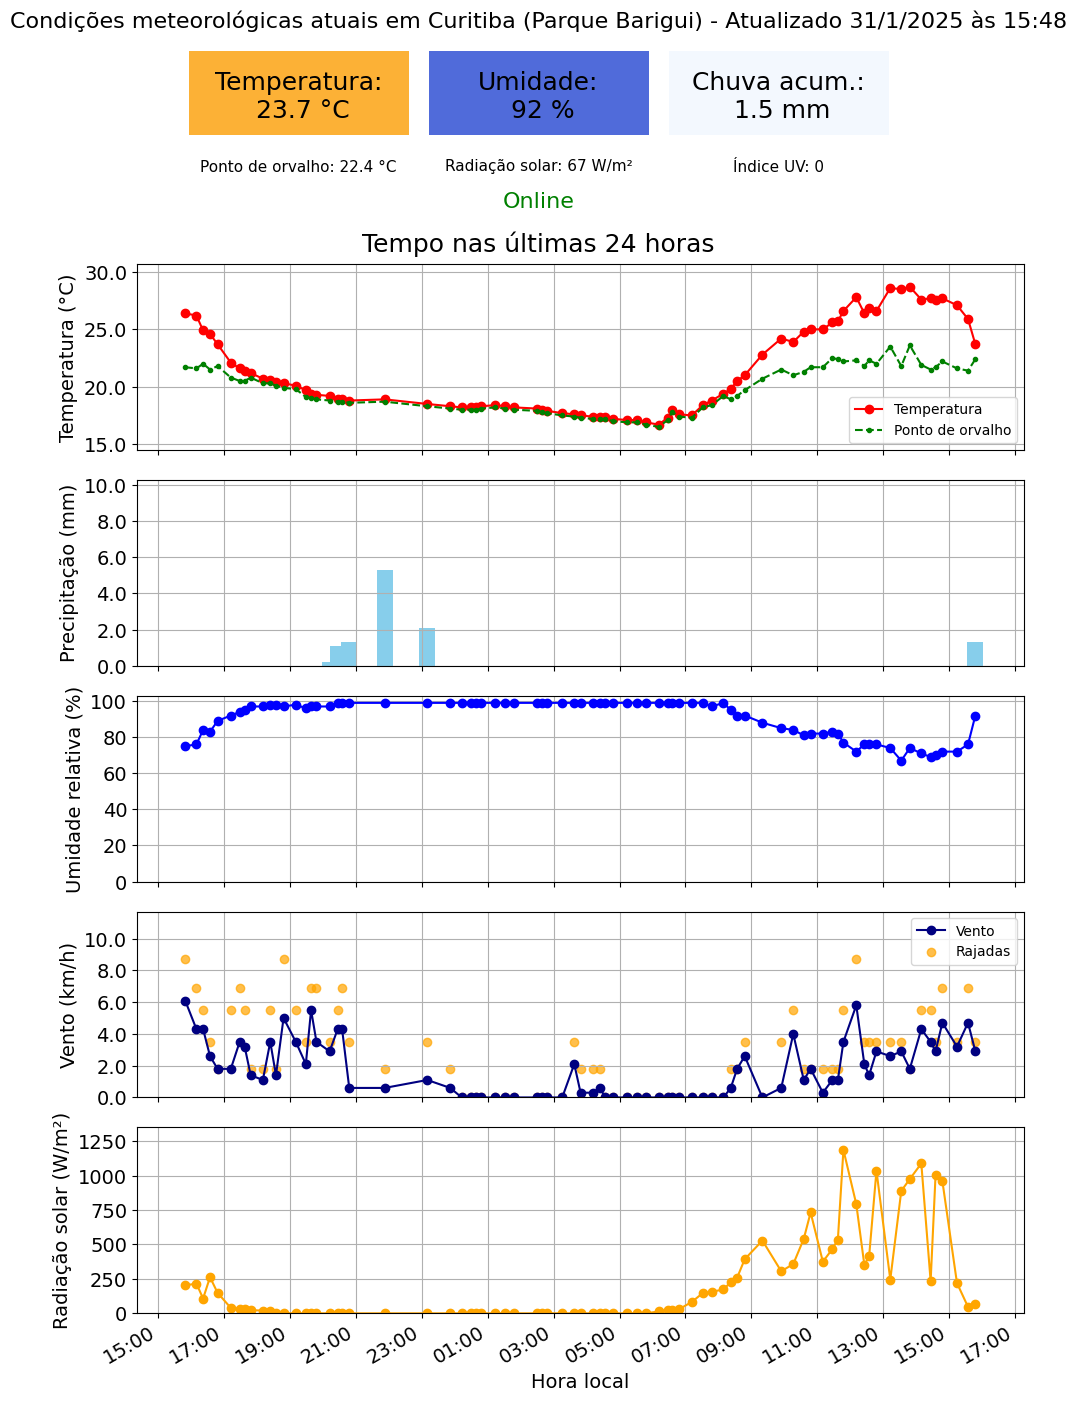 Condições meteorológicas atuais em Curitiba (Parque Barigui) - Atualizado 31/1/2025 às 15:48
Temperatura:
23.7 °C
Umidade:
92 %
Chuva acum.:
1.5 mm
Ponto de orvalho: 22.4 °C
Radiação solar: 67 W/m²
Índice UV: 0
Online
Tempo nas últimas 24 horas
Temperatura (°C)
30.0
25.0
20.0
15.0
Temperatura
Ponto de orvalho
Precipitação (mm)
10.0
8.0
6.0
4.0
2.0
0.0
Umidade relativa (%)
100
80
60
40
20
0
Vento (km/h)
10.0
8.0
6.0
4.0
2.0
0.0
Vento
Rajadas
Radiação solar (W/m²)
1250
1000
750
500
250
0
15:00
17:00
19:00
21:00
23:00
01:00
03:00
05:00
07:00
09:00
11:00
13:00
15:00
17:00
Hora local